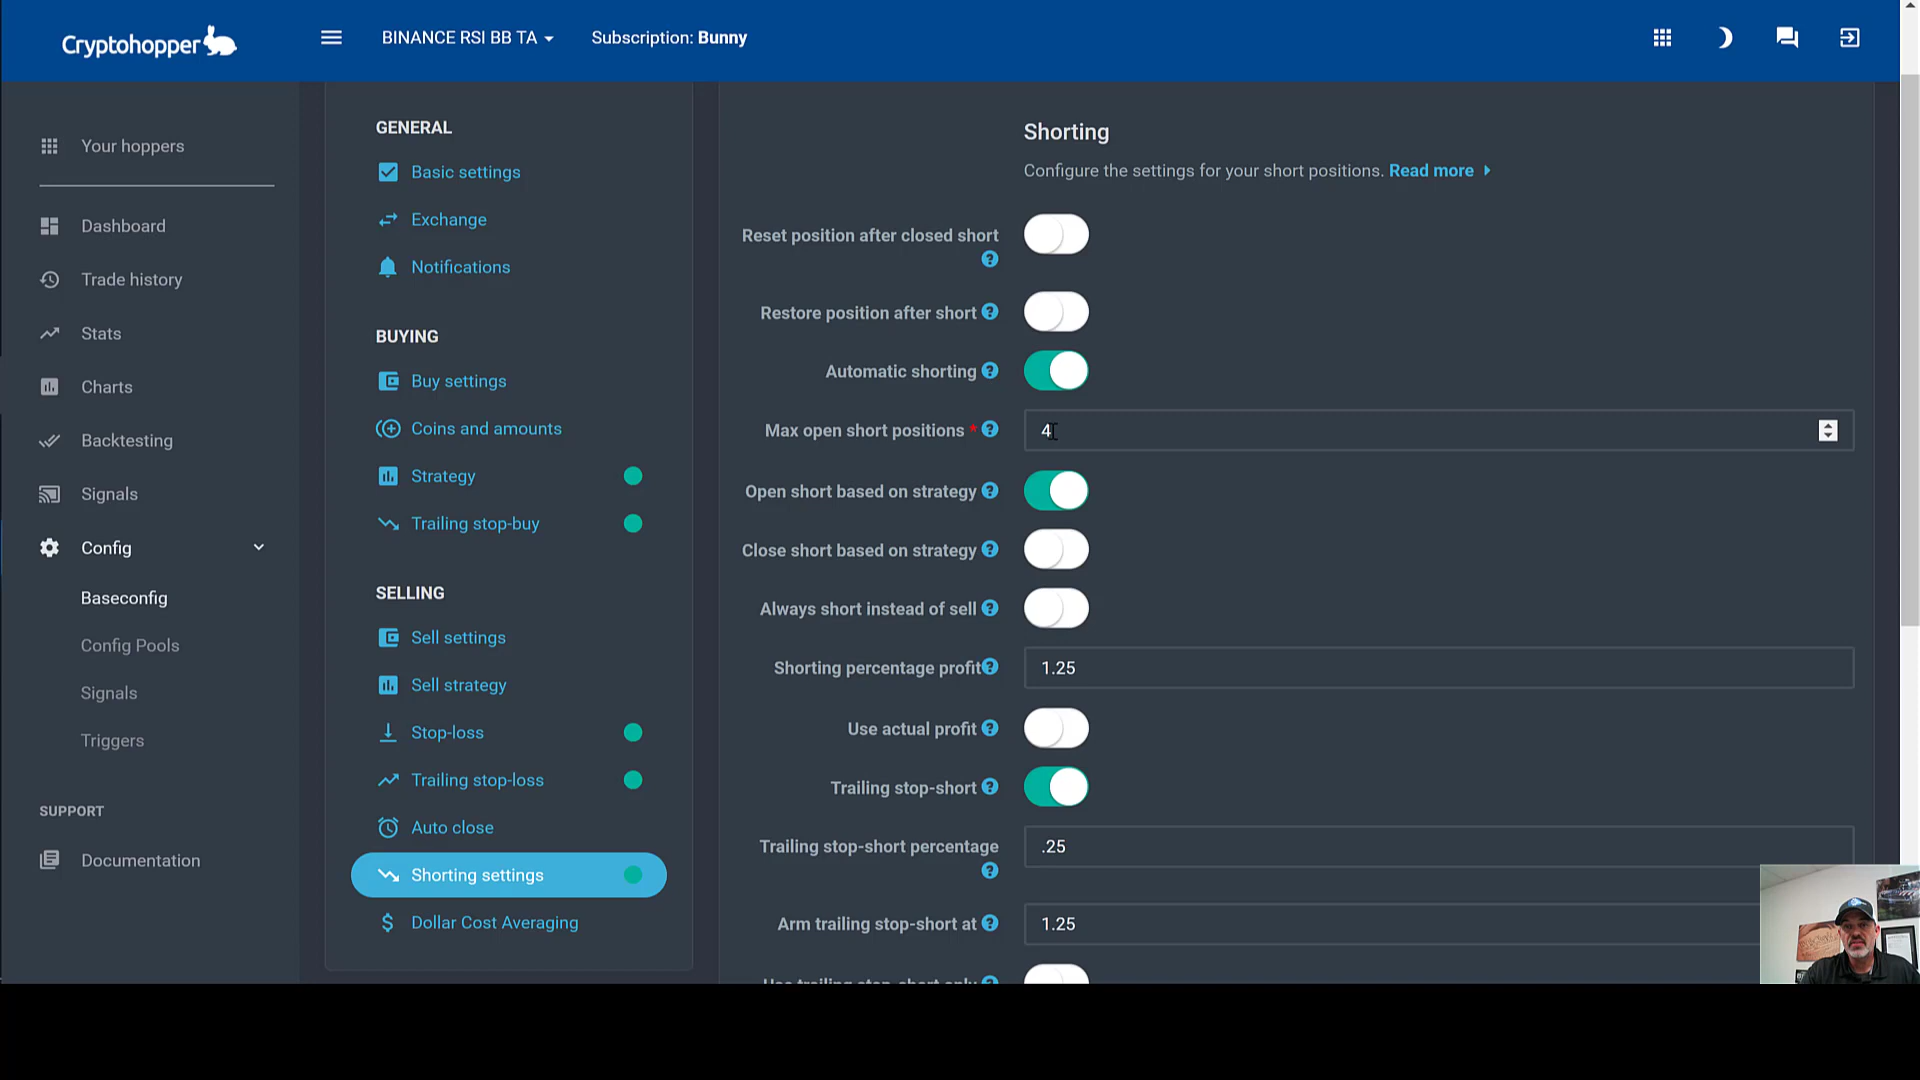 Cryptohopper
BINANCE RSI BB TA
Subscription: Bunny
Your hoppers
Dashboard
Trade history
Stats
Charts
Backtesting
Signals
Config
Baseconfig
Config Pools
Signals
Triggers
SUPPORT
Documentation
GENERAL
Basic settings
Exchange
Notifications
BUYING
Buy settings
Coins and amounts
Strategy
Trailing stop-buy
SELLING
Sell settings
Sell strategy
Stop-loss
Trailing stop-loss
Auto close
Shorting settings
Dollar Cost Averaging
Shorting
Configure the settings for your short positions. Read more
Reset position after closed short
Restore position after short
Automatic shorting
Max open short positions * 4
Open short based on strategy
Close short based on strategy
Always short instead of sell
Shorting percentage profit 1.25
Use actual profit
Trailing stop-short
Trailing stop-short percentage .25
Arm trailing stop-short at 1.25
Use trailing stop-short only